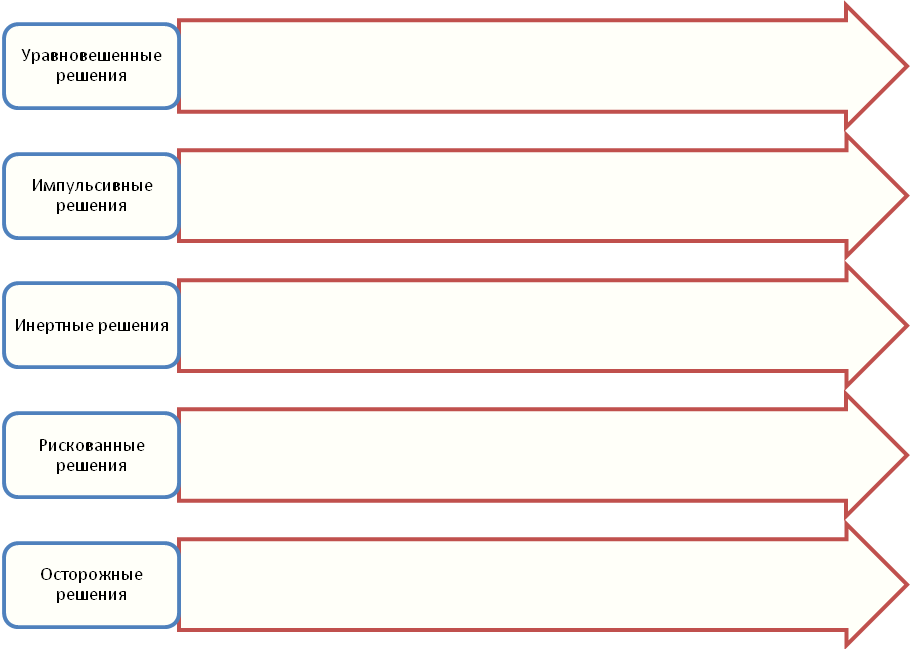 Уравновешенные
решения
Импульсивные
решения
Инертные решения
Рискованные
решения
Осторожные
решения